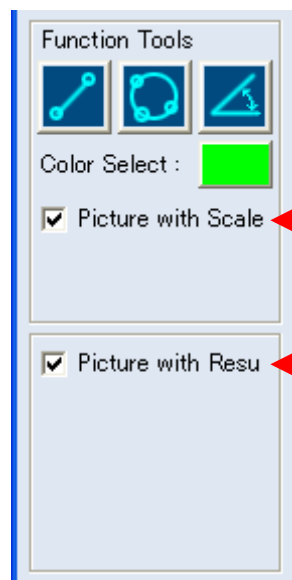 Function Tools
Color Select :
Picture with Scale
Picture with Resu